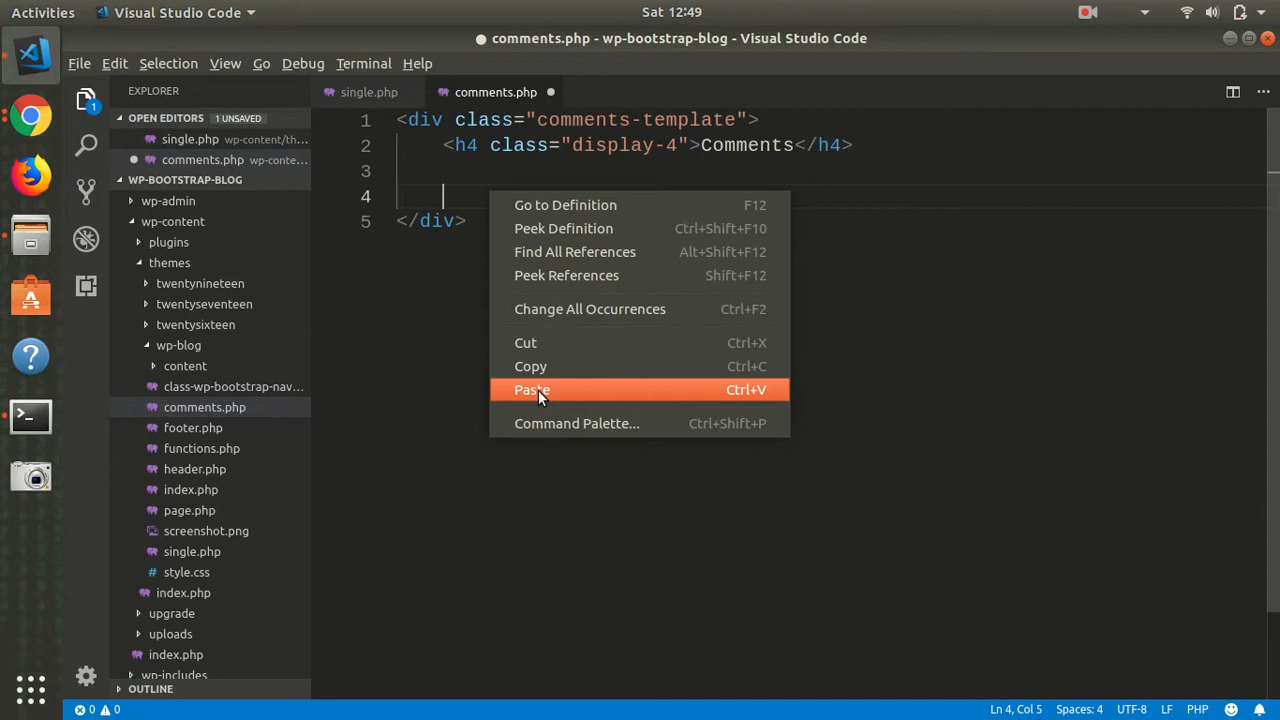 Activities Visual Studio Code Sat 12:49
comments.php - wp-bootstrap-blog - Visual Studio Code
File Edit Selection View Go Debug Terminal Help
EXPLORER
single.php comments.php
OPEN EDITORS 1 UNSAVED
single.php wp-content/th...
comments.php wp-conte...
WP-BOOTSTRAP-BLOG
wp-admin
wp-content
plugins
themes
twentynineteen
twentyseventeen
twentysixteen
wp-blog
content
class-wp-bootstrap-nav...
comments.php
footer.php
functions.php
header.php
index.php
page.php
screenshot.png
single.php
style.css
index.php
upgrade
uploads
index.php
wp-includes
OUTLINE
1
1 <div class="comments-template">
2 <h4 class="display-4">Comments</h4>
3
4
5 </div>
Go to Definition F12
Peek Definition Ctrl+Shift+F10
Find All References Alt+Shift+F12
Peek References Shift+F12
Change All Occurrences Ctrl+F2
Cut Ctrl+X
Copy Ctrl+C
Paste Ctrl+V
Command Palette... Ctrl+Shift+P
0 0 Ln 4, Col 5 Spaces: 4 UTF-8 LF PHP